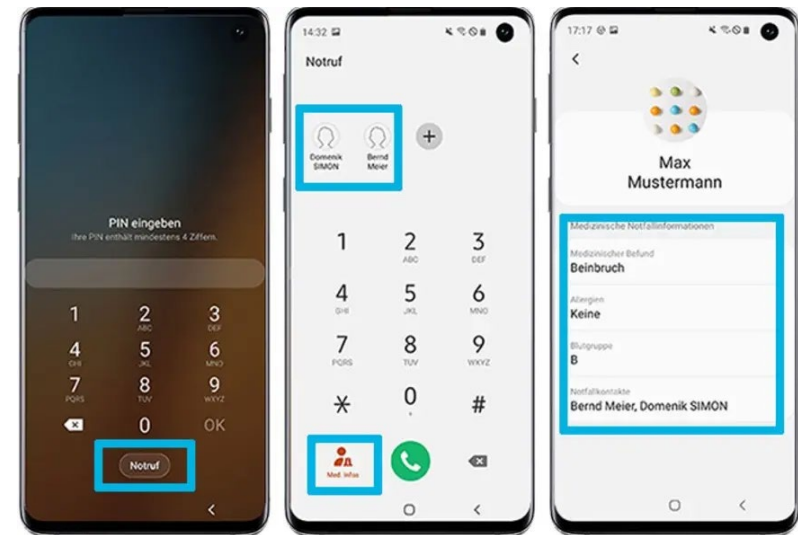 PIN eingeben
Ihre PIN enthält mindestens 4 Ziffern.
1 2 3
ABC DEF
4 5 6
GHI JKL MNO
7 8 9
PQRS TUV WXYZ
0 OK
Notruf
14:32
Notruf
Domenik Bernd
SIMON Meier
+
1 2 3
ABC DEF
4 5 6
GHI JKL MNO
7 8 9
PQRS TUV WXYZ
* 0 #
+
Med. Infos
17:17
Max
Mustermann
Medizinische Notfallinformationen
Medizinischer Befund
Beinbruch
Allergien
Keine
Blutgruppe
B
Notfallkontakte
Bernd Meier, Domenik SIMON